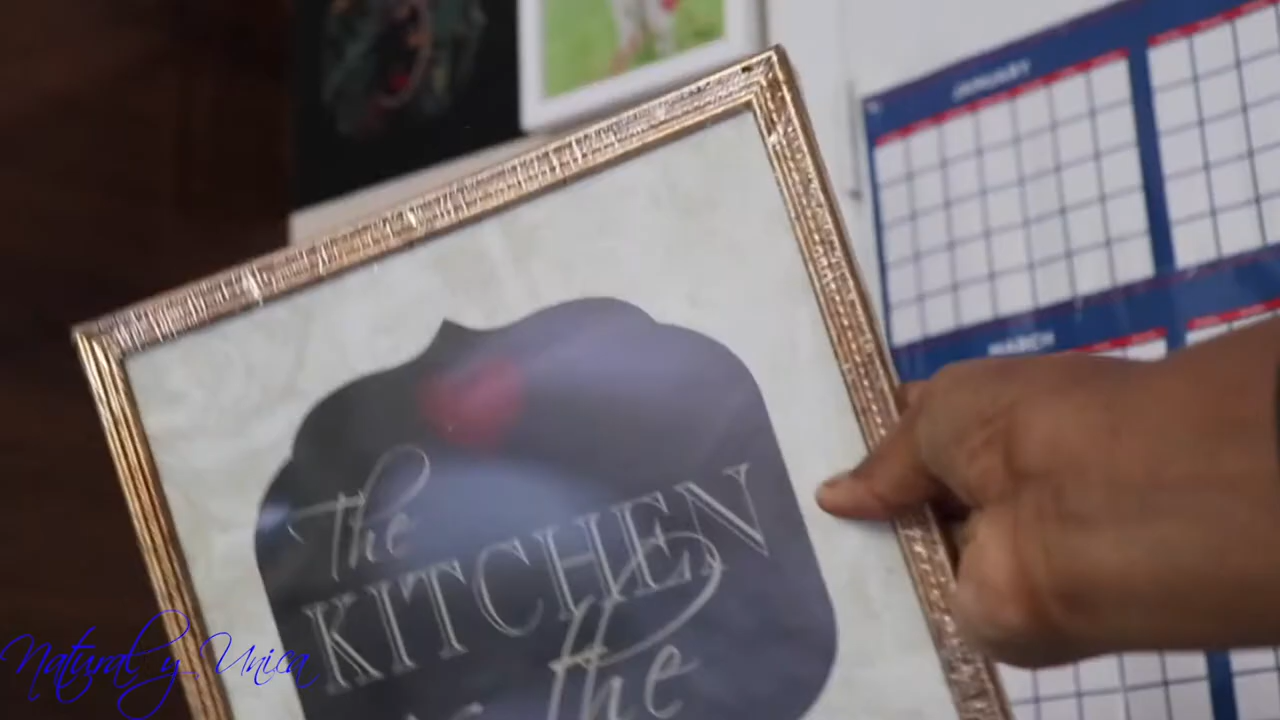 JANUARY
MARCH
The
KITCHEN
the
Natural y Unica